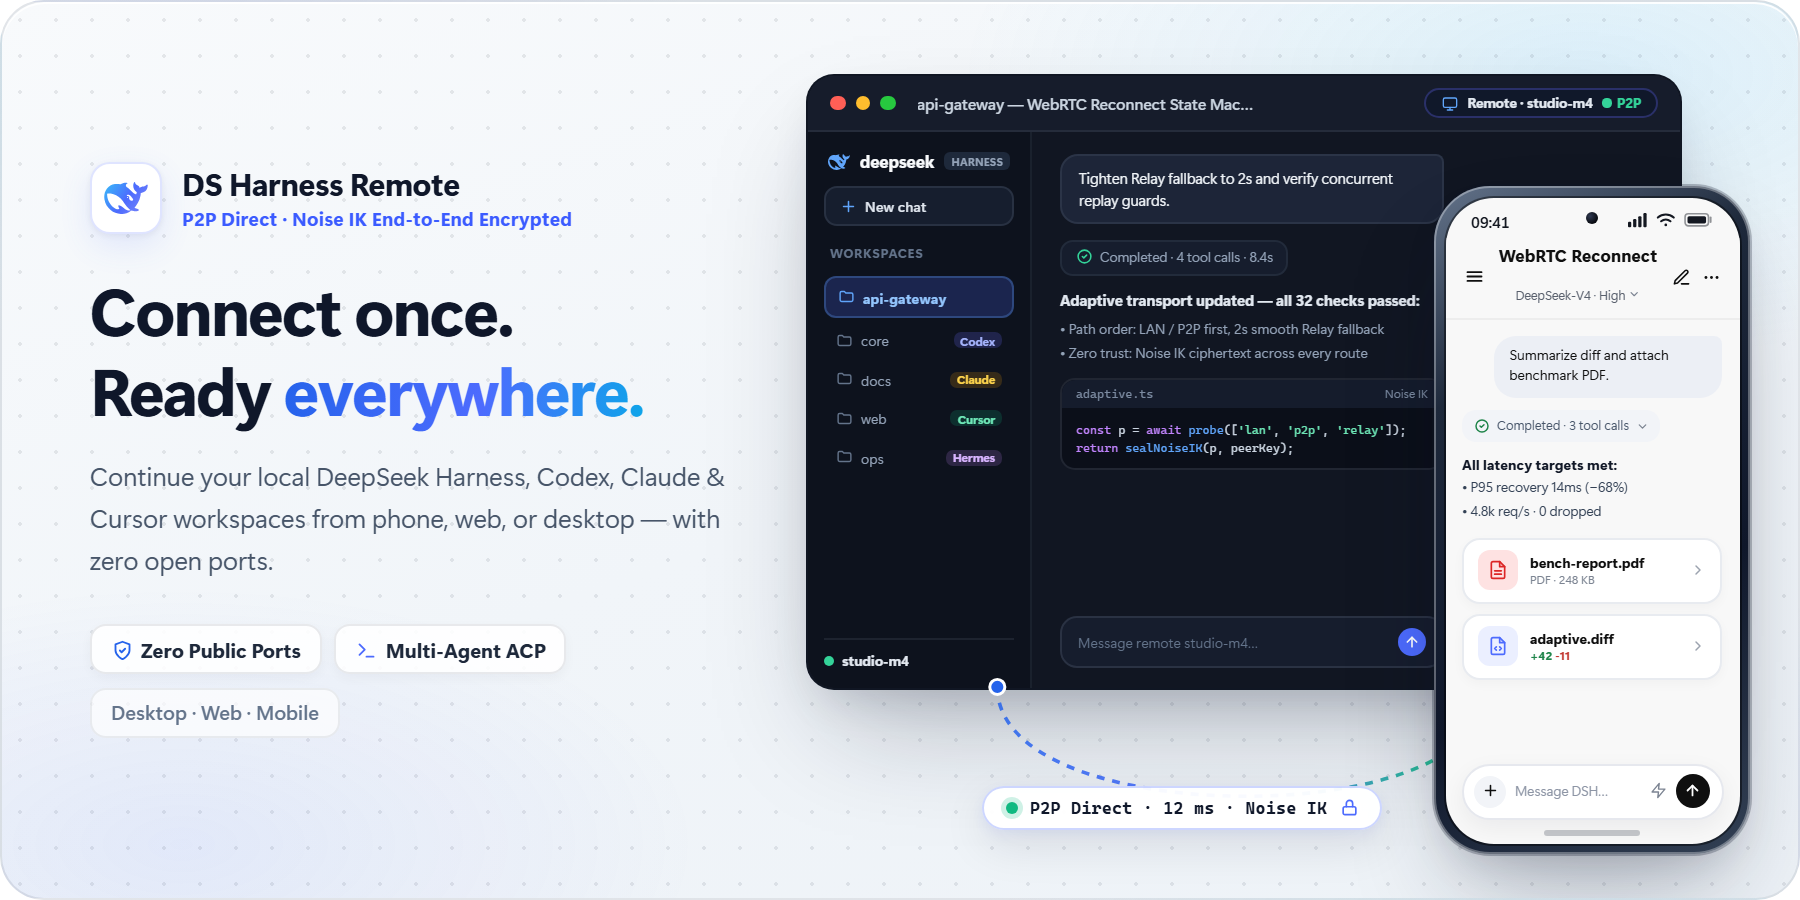 DS Harness Remote
P2P Direct · Noise IK End-to-End Encrypted
Connect once.
Ready everywhere.
Continue your local DeepSeek Harness, Codex, Claude &
Cursor workspaces from phone, web, or desktop — with
zero open ports.
Zero Public Ports
Multi-Agent ACP
Desktop · Web · Mobile
api-gateway — WebRTC Reconnect State Mac...
Remote · studio-m4 P2P
deepseek HARNESS
New chat
WORKSPACES
api-gateway
core Codex
docs Claude
web Cursor
ops Hermes
studio-m4
Tighten Relay fallback to 2s and verify concurrent
replay guards.
Completed · 4 tool calls · 8.4s
Adaptive transport updated — all 32 checks passed:
• Path order: LAN / P2P first, 2s smooth Relay fallback
• Zero trust: Noise IK ciphertext across every route
adaptive.ts Noise IK
const p = await probe(['lan', 'p2p', 'relay']);
return sealNoiseIK(p, peerKey);
Message remote studio-m4...
P2P Direct · 12 ms · Noise IK
09:41
WebRTC Reconnect
DeepSeek-V4 · High
Summarize diff and attach
benchmark PDF.
Completed · 3 tool calls
All latency targets met:
• P95 recovery 14ms (−68%)
• 4.8k req/s · 0 dropped
bench-report.pdf
PDF · 248 KB
adaptive.diff
+42 -11
Message DSH...